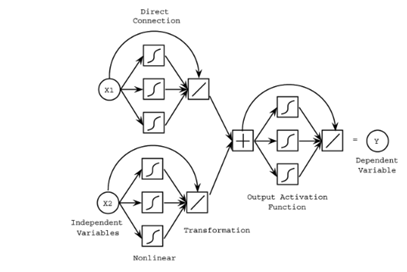 Direct
Connection
X1
+
= Y
Dependent
Variable
X2
Output Activation
Function
Independent
Variables
Transformation
Nonlinear